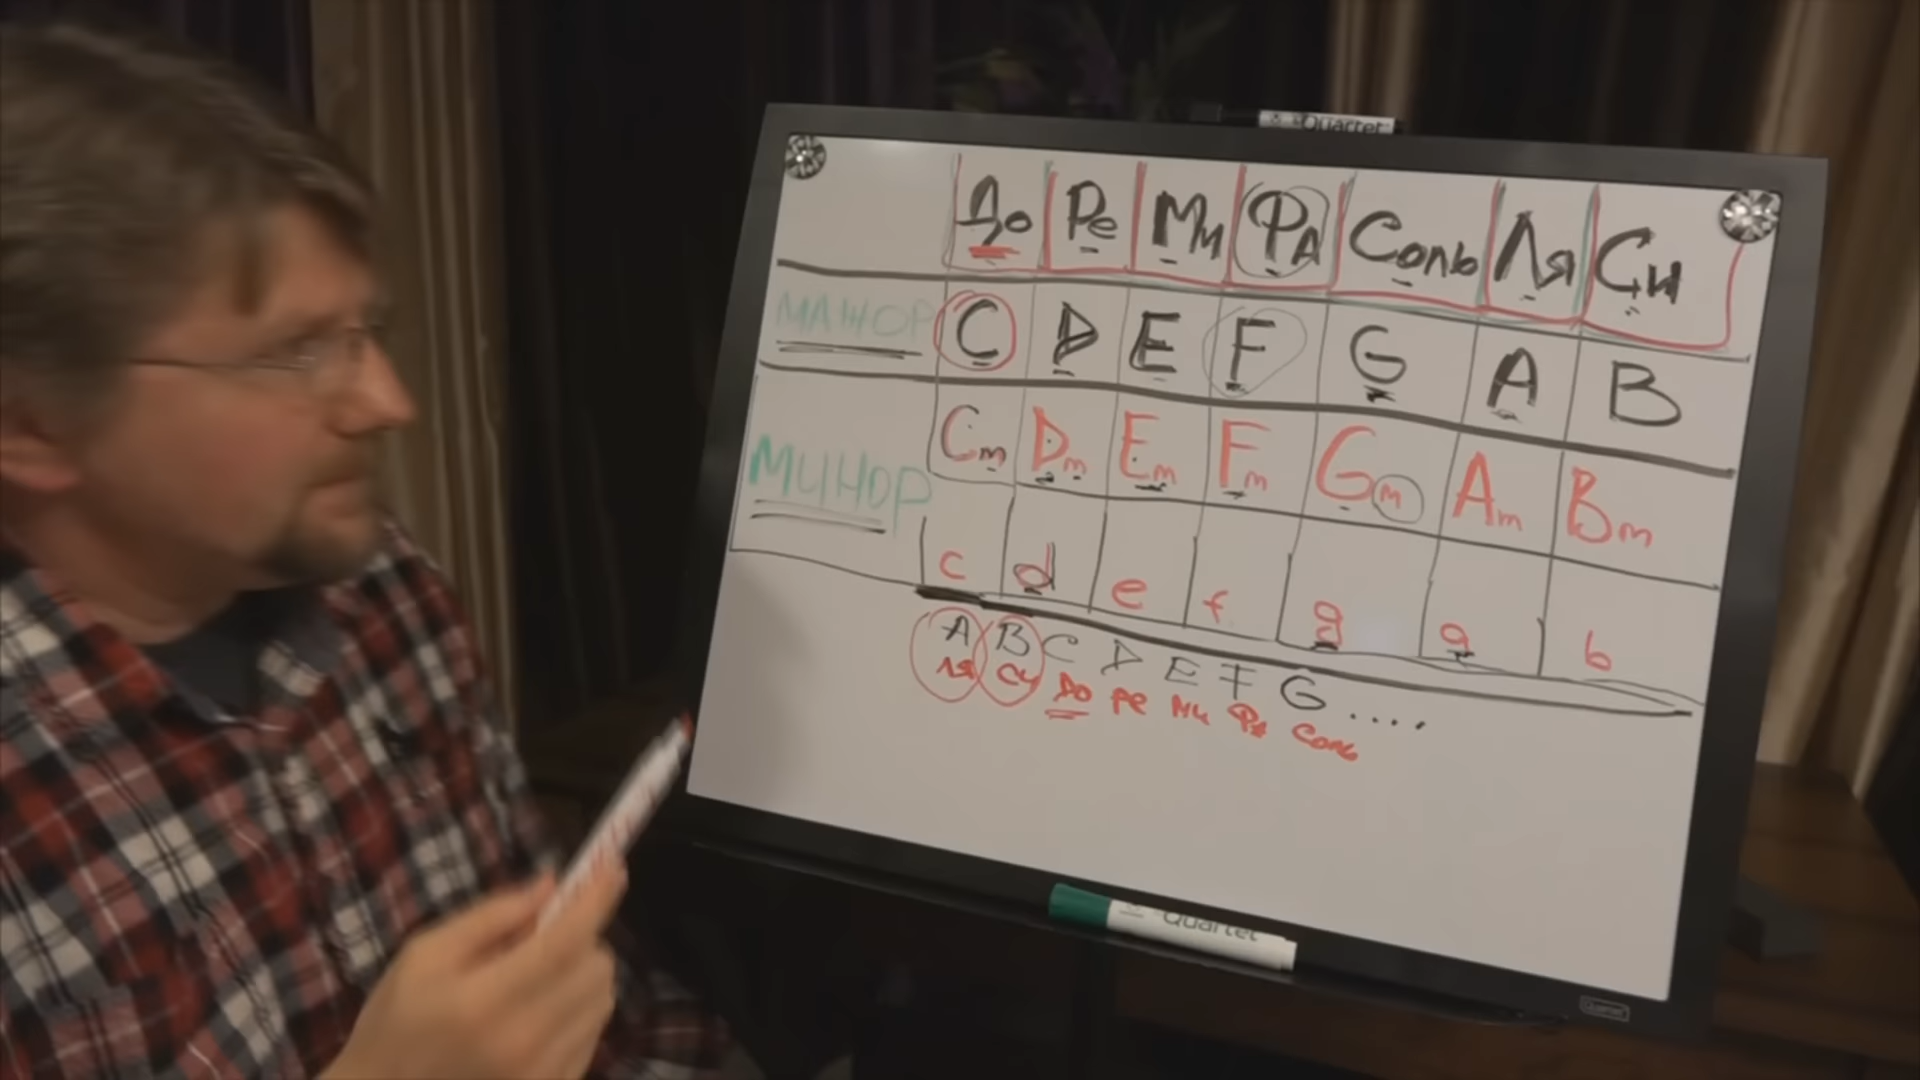 Quartet
До Ре Ми Фа Соль Ля Си
МАЖОР C D E F G A B
МИНОР Cm Dm Em Fm Gm Am Bm
c d e f g a b
A B C D E F G ....
Ля Си До Ре Ми Фа Соль
Quartet
Quartet